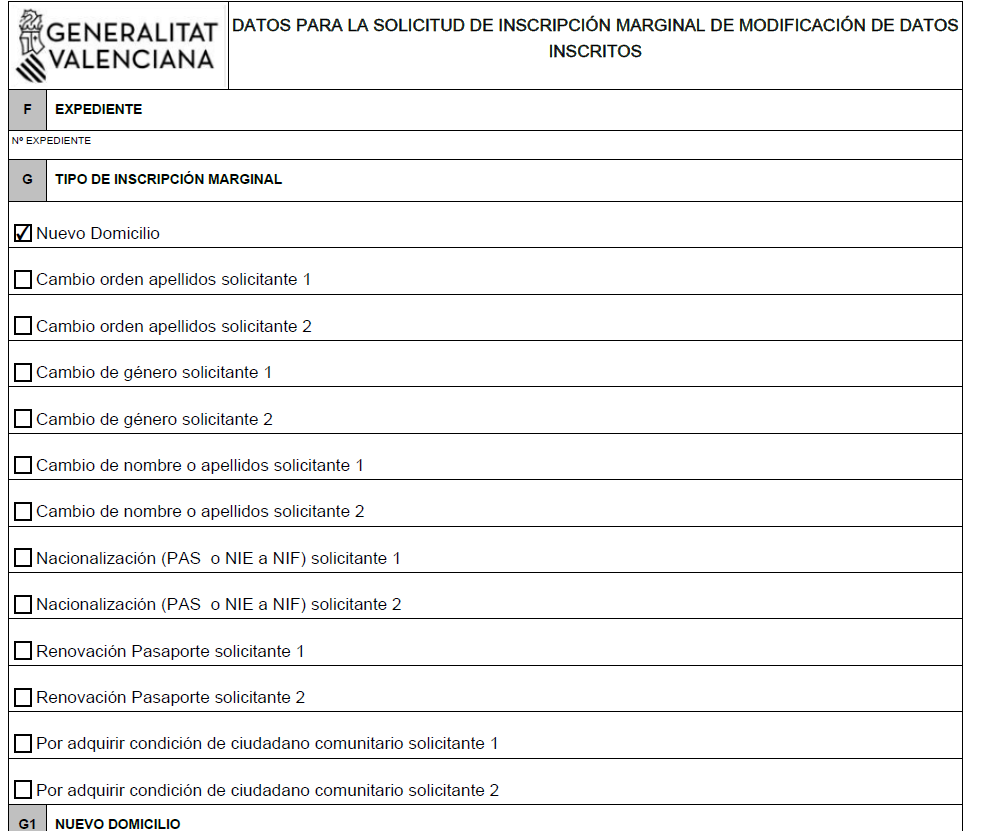 GENERALITAT
VALENCIANA
DATOS PARA LA SOLICITUD DE INSCRIPCIÓN MARGINAL DE MODIFICACIÓN DE DATOS
INSCRITOS
F EXPEDIENTE
Nº EXPEDIENTE
G TIPO DE INSCRIPCIÓN MARGINAL
Nuevo Domicilio
Cambio orden apellidos solicitante 1
Cambio orden apellidos solicitante 2
Cambio de género solicitante 1
Cambio de género solicitante 2
Cambio de nombre o apellidos solicitante 1
Cambio de nombre o apellidos solicitante 2
Nacionalización (PAS o NIE a NIF) solicitante 1
Nacionalización (PAS o NIE a NIF) solicitante 2
Renovación Pasaporte solicitante 1
Renovación Pasaporte solicitante 2
Por adquirir condición de ciudadano comunitario solicitante 1
Por adquirir condición de ciudadano comunitario solicitante 2
G1 NUEVO DOMICILIO